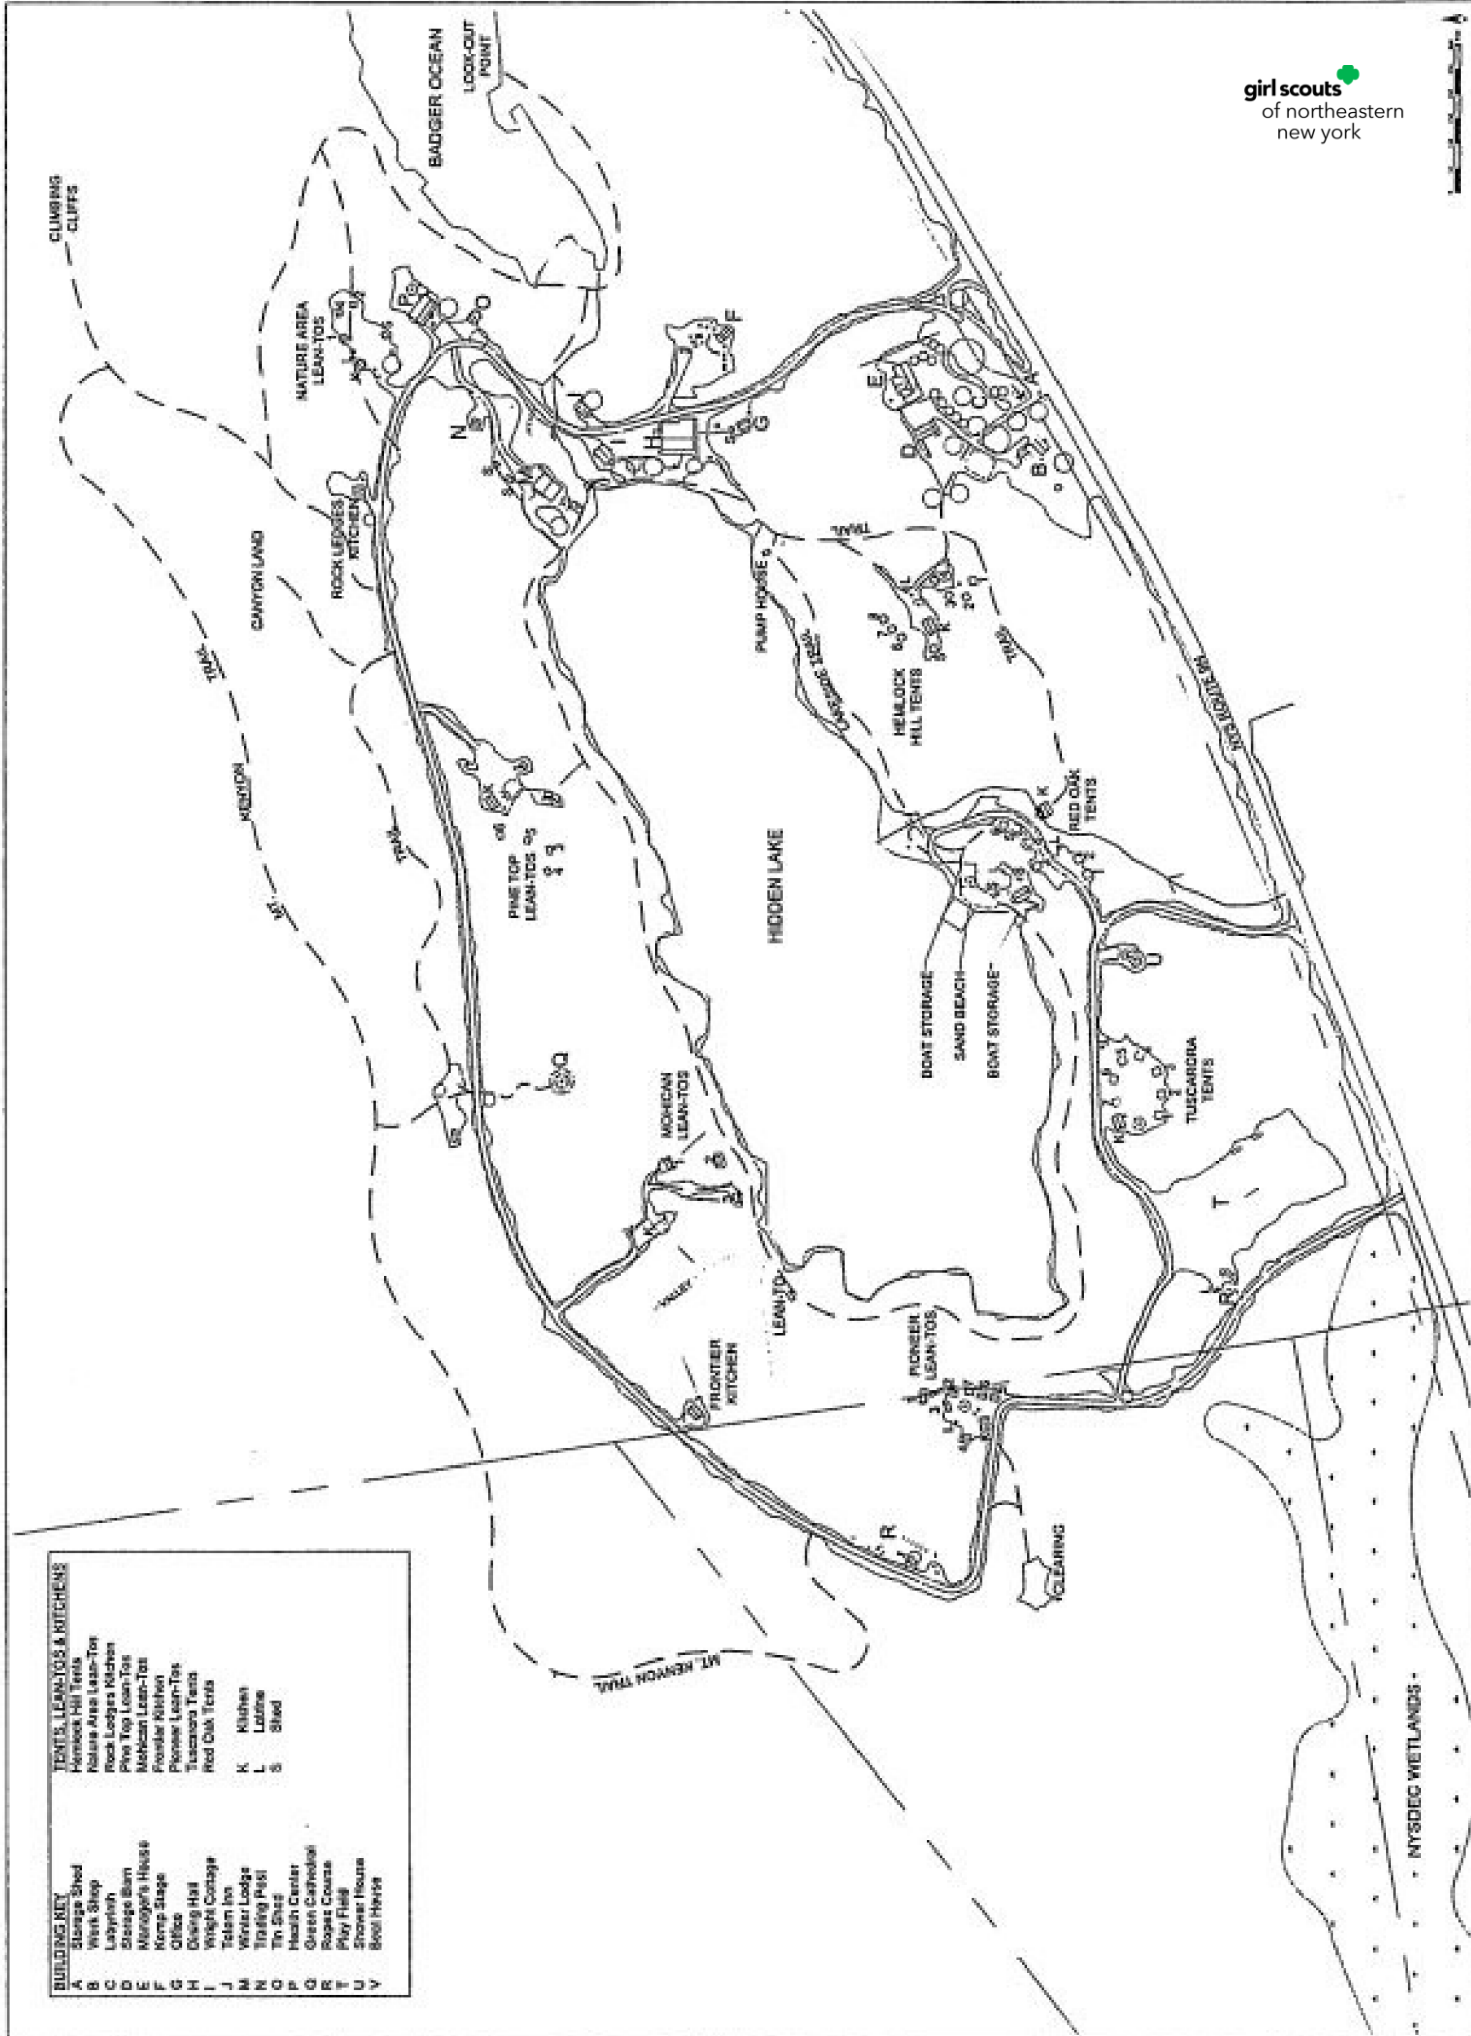 girl scouts
of northeastern
new york
CLIMBING
CLIFFS
BADGER OCEAN
LOOK-OUT
POINT
NATURE AREA
LEAN-TOS
P
F
N
J
I
H
G
E
D
A
B
ROCK LEDGES
KITCHEN
CANYON LAND
TRAIL
KENYON
MT.
TRAIL
PINE TOP
LEAN-TOS
PUMP HOUSE
TRAIL
LAKESIDE TRAIL
HEMLOCK
HILL TENTS
TRAIL
NYS ROUTE 9N
RED OAK
TENTS
HIDDEN LAKE
BOAT STORAGE
SAND BEACH
BOAT STORAGE
U
Q
MOHICAN
LEAN-TOS
TUSCARORA
TENTS
T
R
VALLEY
LEAN-TO
FRONTIER
KITCHEN
PIONEER
LEAN-TOS
R
CLEARING
MT. KENYON TRAIL
NYSDEC WETLANDS
BUILDING KEY
A Storage Shed
B Work Shop
C Labyrinth
D Storage Barn
E Manager's House
F Kemp Stage
G Office
H Dining Hall
I Wright Cottage
J Totem Inn
M Winter Lodge
N Trading Post
O Tin Shed
P Health Center
Q Green Cathedral
R Ropes Course
T Play Field
U Shower House
V Boat House
TENTS, LEAN-TOS & KITCHENS
Hemlock Hill Tents
Nature Area Lean-Tos
Rock Ledges Kitchen
Pine Top Lean-Tos
Mohican Lean-Tos
Frontier Kitchen
Pioneer Lean-Tos
Tuscarora Tents
Red Oak Tents
K Kitchen
L Latrine
S Shed